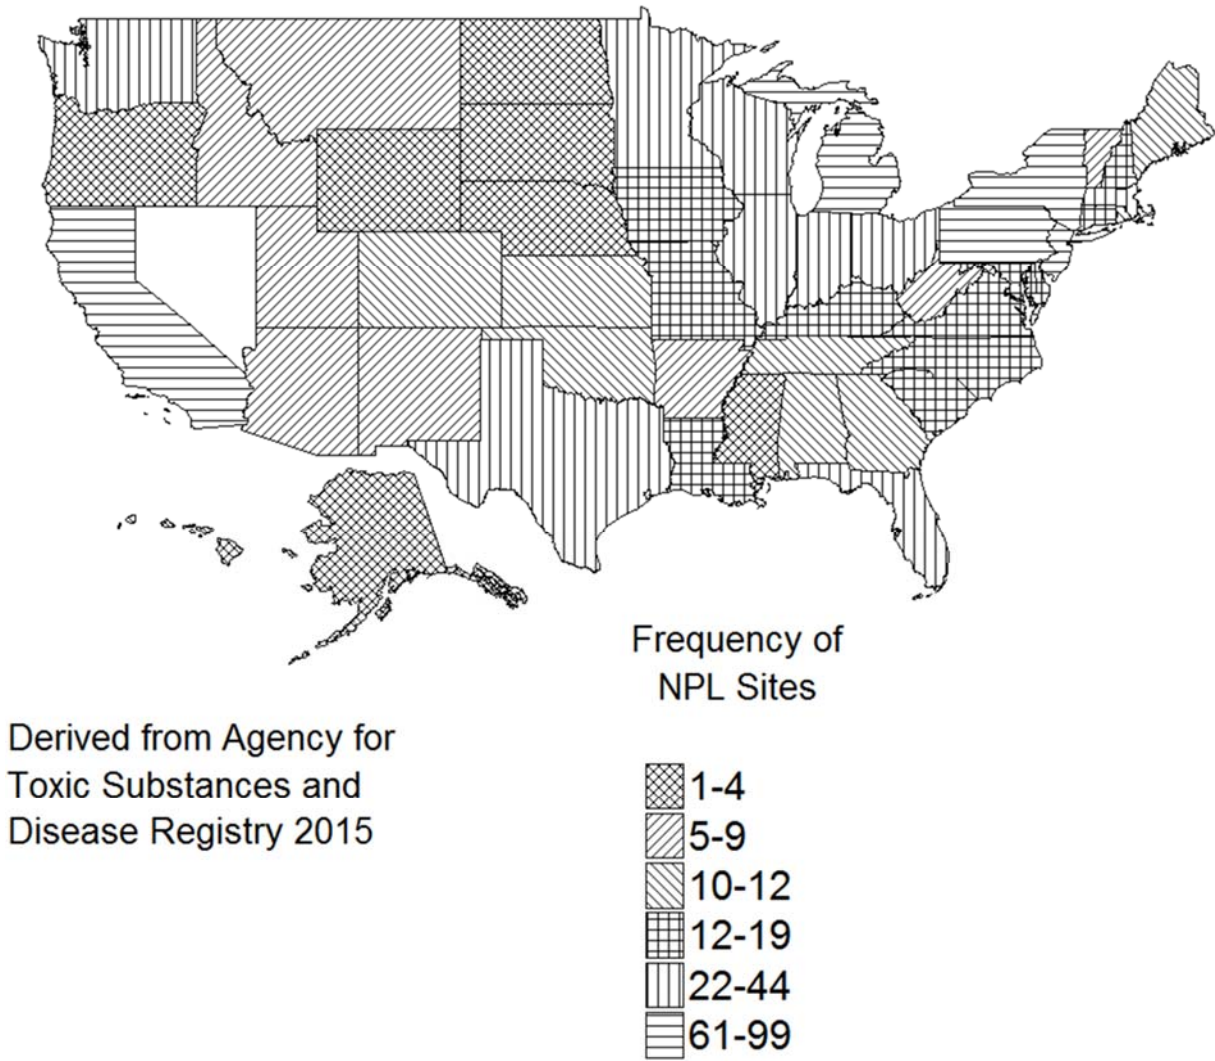 Frequency of
NPL Sites
Derived from Agency for
Toxic Substances and
Disease Registry 2015
1-4
5-9
10-12
12-19
22-44
61-99